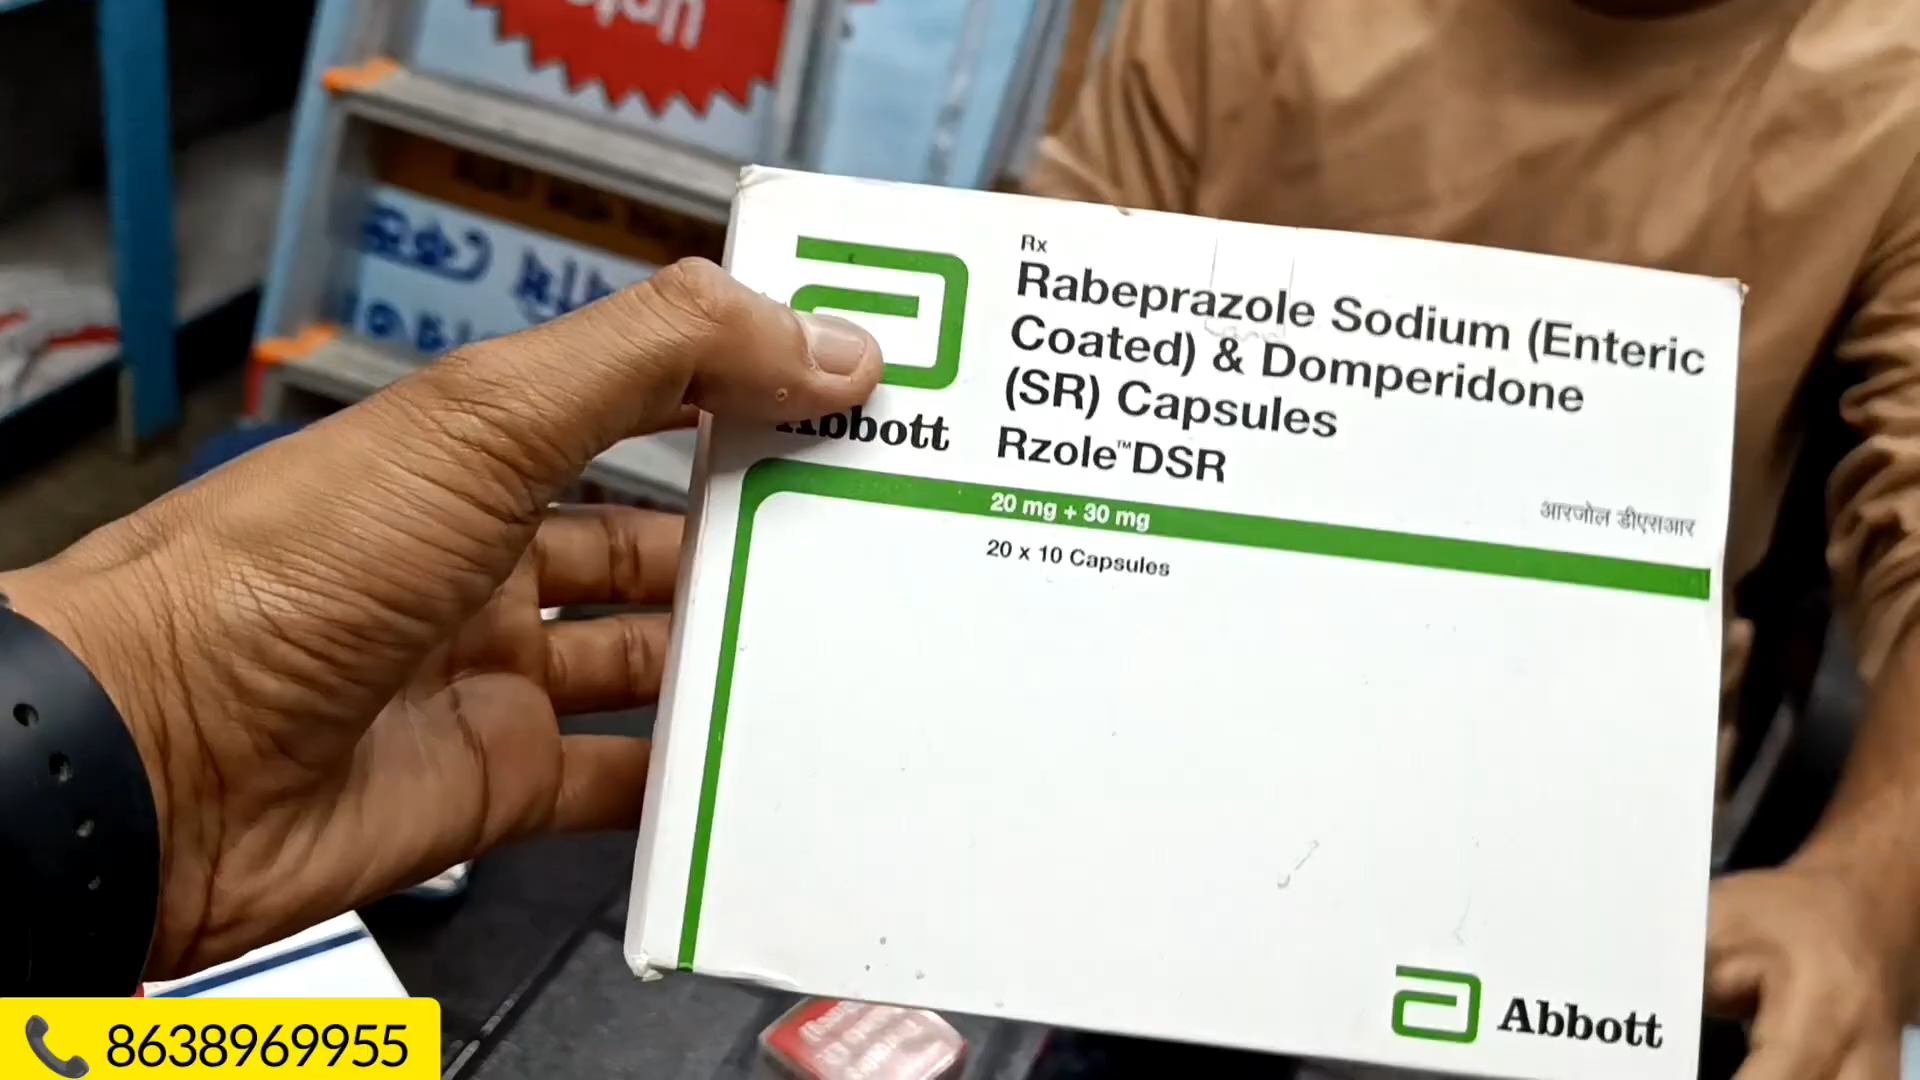 Rx
Rabeprazole Sodium (Enteric
Coated) & Domperidone
(SR) Capsules
Rzole™DSR
Abbott
आरजोल डीएसआर
20 mg + 30 mg
20 x 10 Capsules
Abbott
8638969955